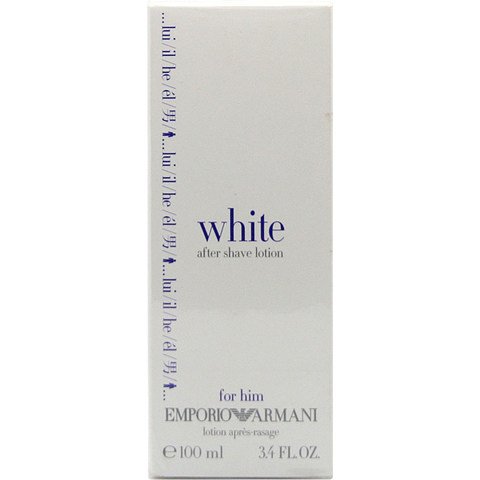 ...lui/il/he/él/男/...lui/il/he/él/男/...lui/il/he/él/男/...
white
after shave lotion
for him
EMPORIO ARMANI
lotion après-rasage
e 100 ml 3.4 FL.OZ.